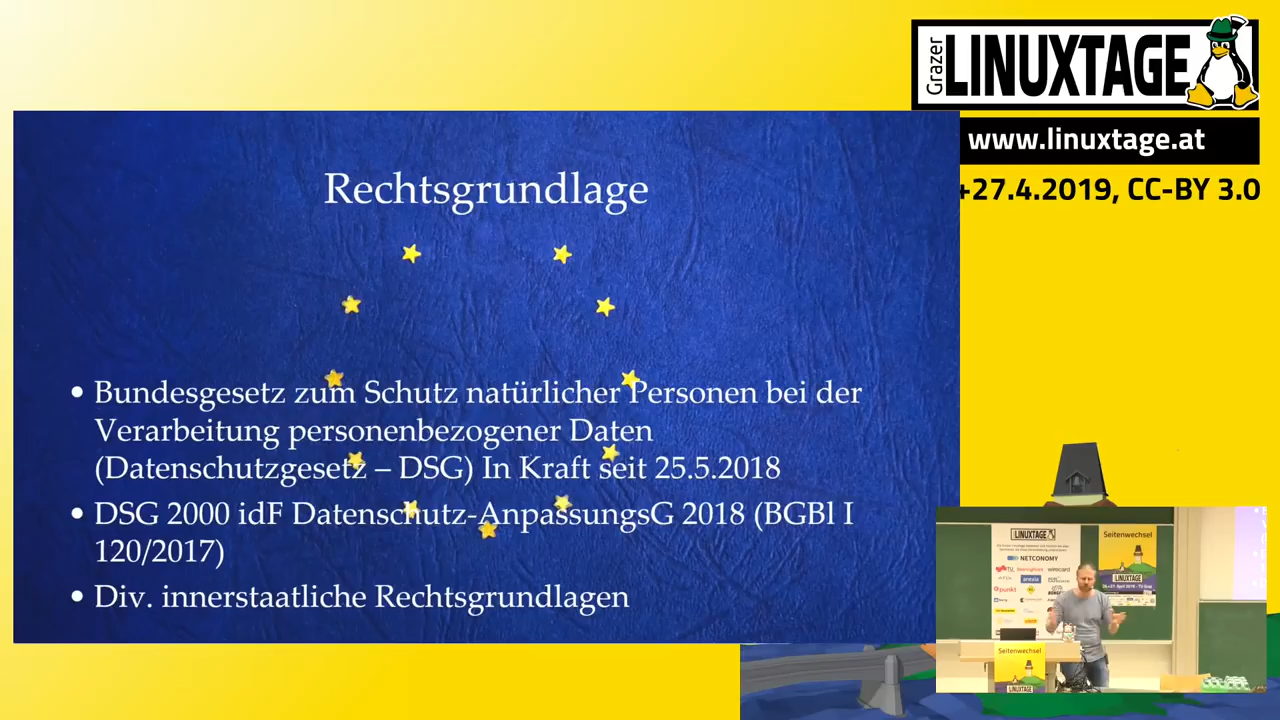 Grazer
LINUXTAGE
www.linuxtage.at
+27.4.2019, CC-BY 3.0
Rechtsgrundlage
• Bundesgesetz zum Schutz natürlicher Personen bei der
Verarbeitung personenbezogener Daten
(Datenschutzgesetz – DSG) In Kraft seit 25.5.2018
• DSG 2000 idF Datenschutz-AnpassungsG 2018 (BGBl I
120/2017)
• Div. innerstaatliche Rechtsgrundlagen
LINUXTAGE
NETCONOMY
Seitenwechsel
LINUXTAGE
Seitenwechsel
LINUXTAGE